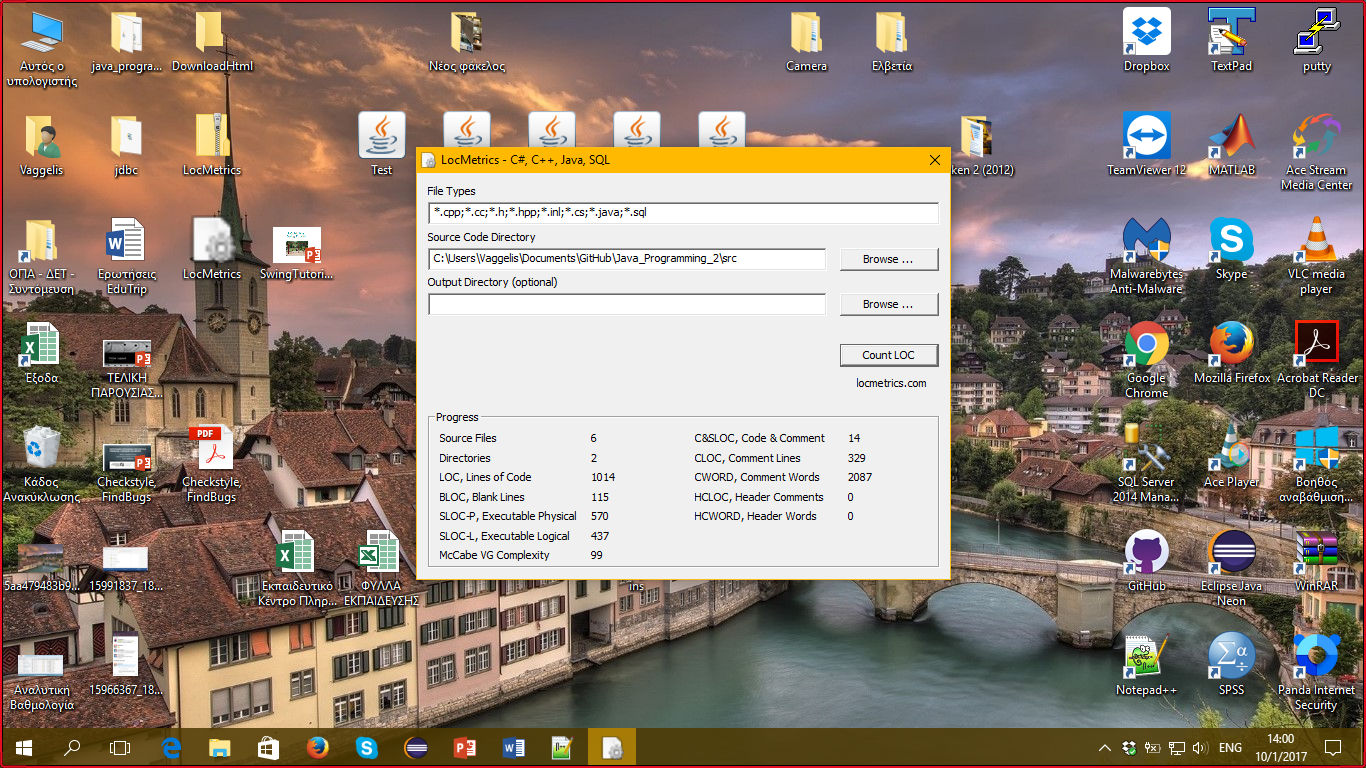 Αυτός ο
υπολογιστής
java_progra...
DownloadHtml
Νέος φάκελος
Camera
Ελβετία
Dropbox
TextPad
putty
Vaggelis
jdbc
LocMetrics
Test
ken 2 (2012)
TeamViewer 12
MATLAB
Ace Stream
Media Center
LocMetrics - C#, C++, Java, SQL
File Types
*.cpp;*.cc;*.h;*.hpp;*.inl;*.cs;*.java;*.sql
Source Code Directory
C:\Users\Vaggelis\Documents\GitHub\Java_Programming_2\src
Browse ...
Output Directory (optional)
Browse ...
Count LOC
locmetrics.com
Progress
Source Files 6
Directories 2
LOC, Lines of Code 1014
BLOC, Blank Lines 115
SLOC-P, Executable Physical 570
SLOC-L, Executable Logical 437
McCabe VG Complexity 99
C&SLOC, Code & Comment 14
CLOC, Comment Lines 329
CWORD, Comment Words 2087
HCLOC, Header Comments 0
HCWORD, Header Words 0
ΟΠΑ - ΔΕΤ -
Συντόμευση
Ερωτήσεις
EduTrip
LocMetrics
SwingTutori...
Malwarebytes
Anti-Malware
Skype
VLC media
player
Έξοδα
ΤΕΛΙΚΗ
ΠΑΡΟΥΣΙΑΣ...
Google
Chrome
Mozilla Firefox
Acrobat Reader
DC
Κάδος
Ανακύκλωσης
Checkstyle,
FindBugs
PDF
Checkstyle,
FindBugs
SQL Server
2014 Mana...
Ace Player
Βοηθός
αναβάθμιση...
5aa479483b9...
15991837_18...
Εκπαιδευτικό
Κέντρο Πληρ...
ΦΥΛΛΑ
ΕΚΠΑΙΔΕΥΣΗΣ
ins
GitHub
Eclipse Java
Neon
WinRAR
Αναλυτική
Βαθμολογία
15966367_18...
Notepad++
SPSS
Panda Internet
Security
ENG
14:00
10/1/2017